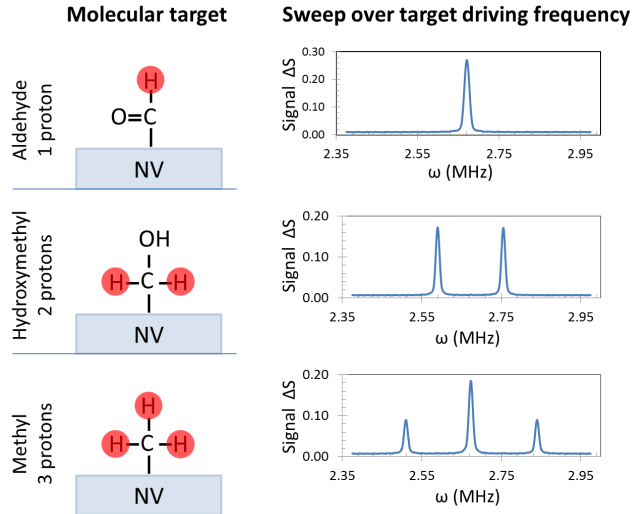 Molecular target
Sweep over target driving frequency
Aldehyde
1 proton
H
O=C
NV
Signal ΔS
0.30
0.20
0.10
0.00
2.35 2.55 2.75 2.95
ω (MHz)
Hydroxymethyl
2 protons
OH
H C H
NV
Signal ΔS
0.20
0.10
0.00
2.35 2.55 2.75 2.95
ω (MHz)
Methyl
3 protons
H
H C H
NV
Signal ΔS
0.20
0.10
0.00
2.35 2.55 2.75 2.95
ω (MHz)